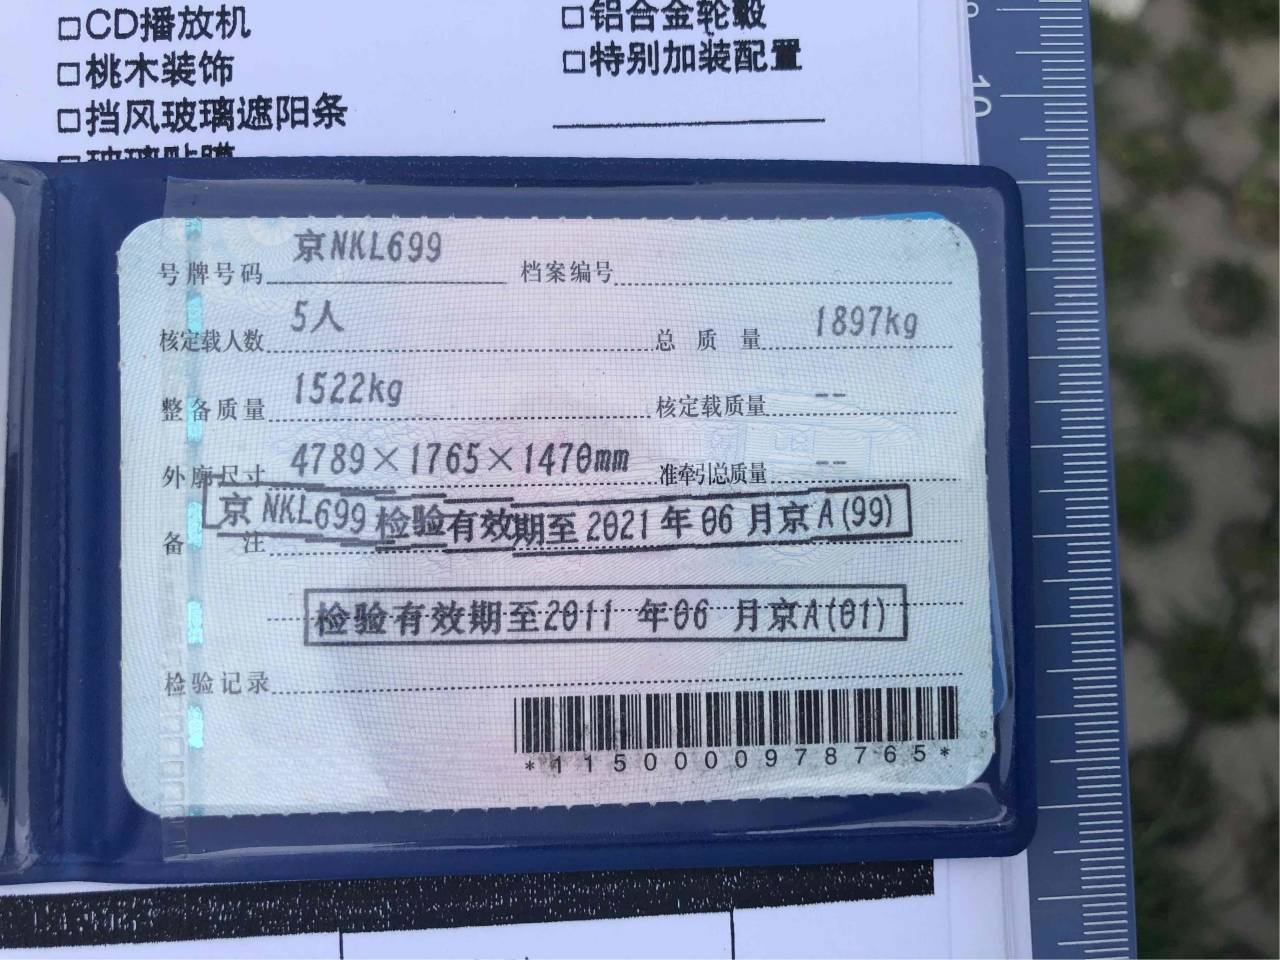 □CD播放机
□铝合金轮毂
□桃木装饰
□特别加装配置
□挡风玻璃遮阳条
□玻璃贴膜
10
号牌号码 京NKL699 档案编号
核定载人数 5人 总质量 1897kg
整备质量 1522kg 核定载质量 --
外廓尺寸 4789×1765×1470mm 准牵引总质量 --
京NKL699检验有效期至2021年06月京A(99)
备注
检验有效期至2011年06月京A(01)
检验记录
*1150000978765*